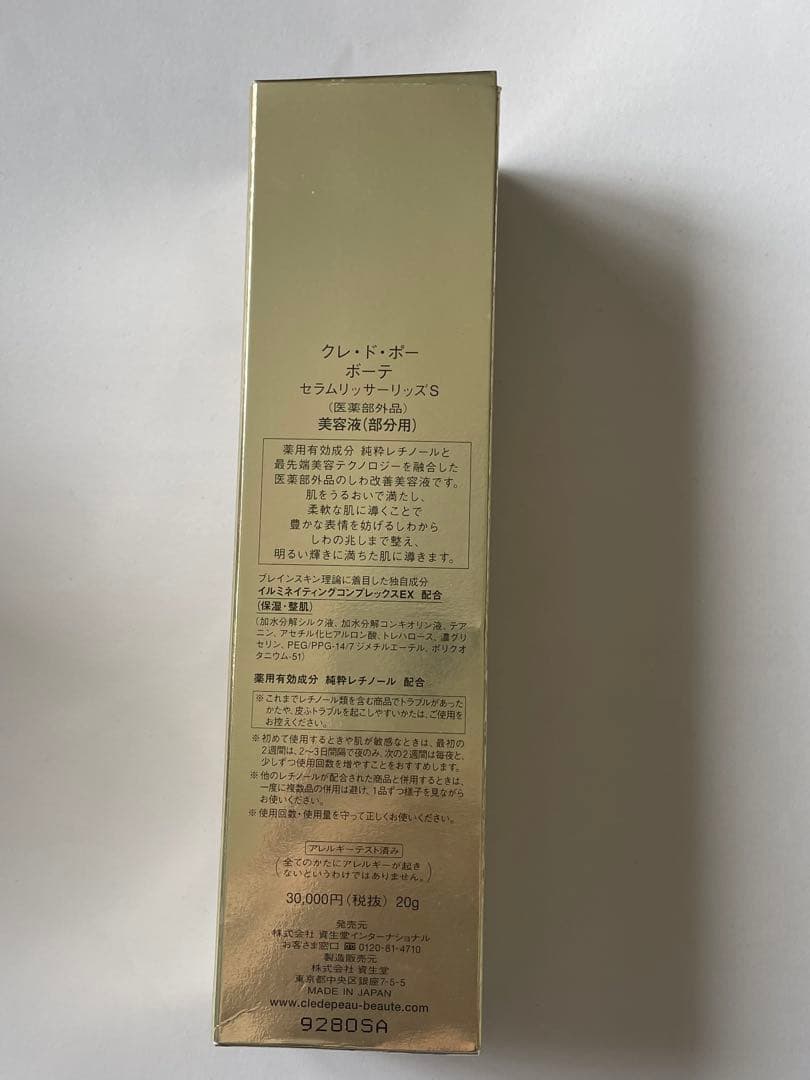 クレ・ド・ポー
ボーテ
セラムリッサーリッズS
（医薬部外品）
美容液（部分用）
薬用有効成分 純粋レチノールと
最先端美容テクノロジーを融合した
医薬部外品のしわ改善美容液です。
肌をうるおいで満たし、
柔軟な肌に導くことで
豊かな表情を妨げるしわから
しわの兆しまで整え、
明るい輝きに満ちた肌に導きます。
ブレインスキン理論に着目した独自成分
イルミネイティングコンプレックスEX 配合
（保湿・整肌）
（加水分解シルク液、加水分解コンキオリン液、テア
ニン、アセチル化ヒアルロン酸、トレハロース、濃グリ
セリン、PEG/PPG-14/7ジメチルエーテル、ポリクオ
タニウム-51）
薬用有効成分 純粋レチノール 配合
※これまでレチノール類を含む商品でトラブルがあった
かたや、皮ふトラブルを起こしやすいかたは、ご使用を
お控えください。
※初めて使用するときや肌が敏感なときは、最初の
2週間は、2～3日間隔で夜のみ、次の2週間は毎夜と、
少しずつ使用回数を増やすことをおすすめします。
※他のレチノールが配合された商品と併用するときは、
一度に複数品の併用は避け、1品ずつ様子を見ながら
お使いください。
※使用回数・使用量を守って正しくお使いください。
アレルギーテスト済み
（全てのかたにアレルギーが起き
ないというわけではありません。）
30,000円（税抜） 20g
発売元
株式会社 資生堂インターナショナル
お客さま窓口 0120-81-4710
製造販売元
株式会社 資生堂
東京都中央区銀座7-5-5
MADE IN JAPAN
www.cledepeau-beaute.com
9280SA